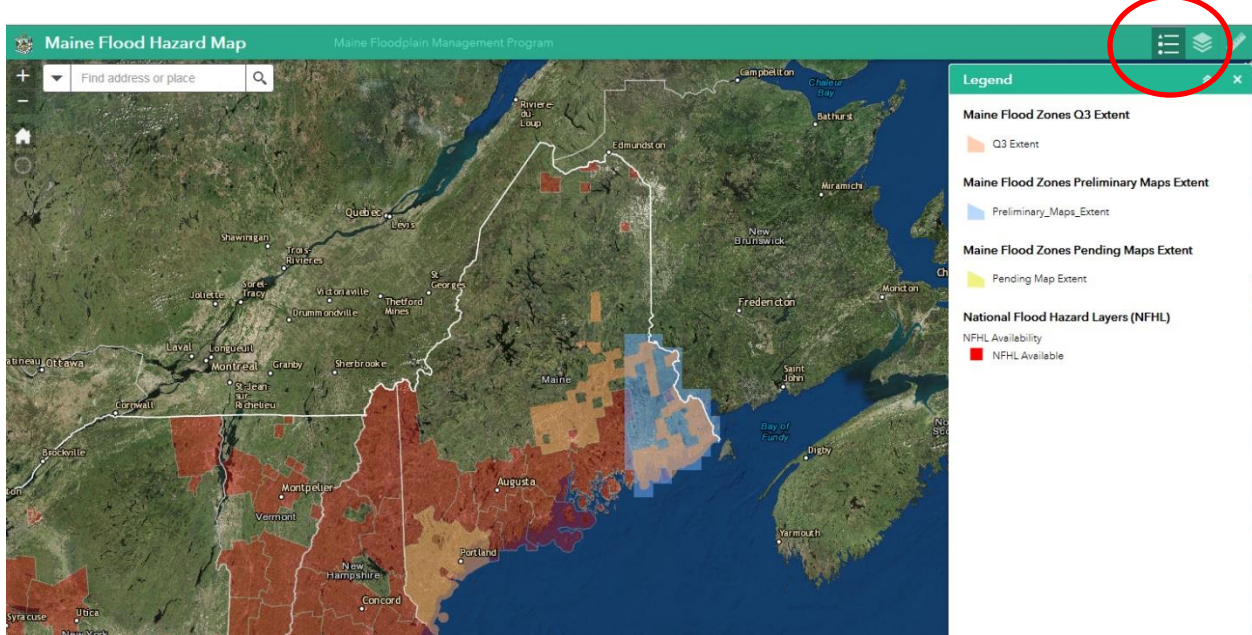 Maine Flood Hazard Map
Maine Floodplain Management Program
+
Find address or place
−
Legend
Maine Flood Zones Q3 Extent
Q3 Extent
Maine Flood Zones Preliminary Maps Extent
Preliminary_Maps_Extent
Maine Flood Zones Pending Maps Extent
Pending Map Extent
National Flood Hazard Layers (NFHL)
NFHL Availability
NFHL Available
Campbellton
Chaleur
Bay
Riviere-
du-
Loup
Bathurst
Edmundston
Miramichi
Quebec
Levis
Shawinigan
New
Brunswick
Trois-
Rivieres
St.
Georges
Sorel-
Tracy
Joliette
Victoriaville
Thetford
Mines
Moncton
Drummondville
Fredericton
Laval
Longueuil
Ottawa
Montreal
Granby
Sherbrooke
Saint
John
St-Jean-
sur-
Richelieu
Maine
Cornwall
Bay of
Fundy
Brockville
Digby
Augusta
Montpelier
Vermont
Yarmouth
Portland
New
Hampshire
Concord
Utica
Syracuse
New York